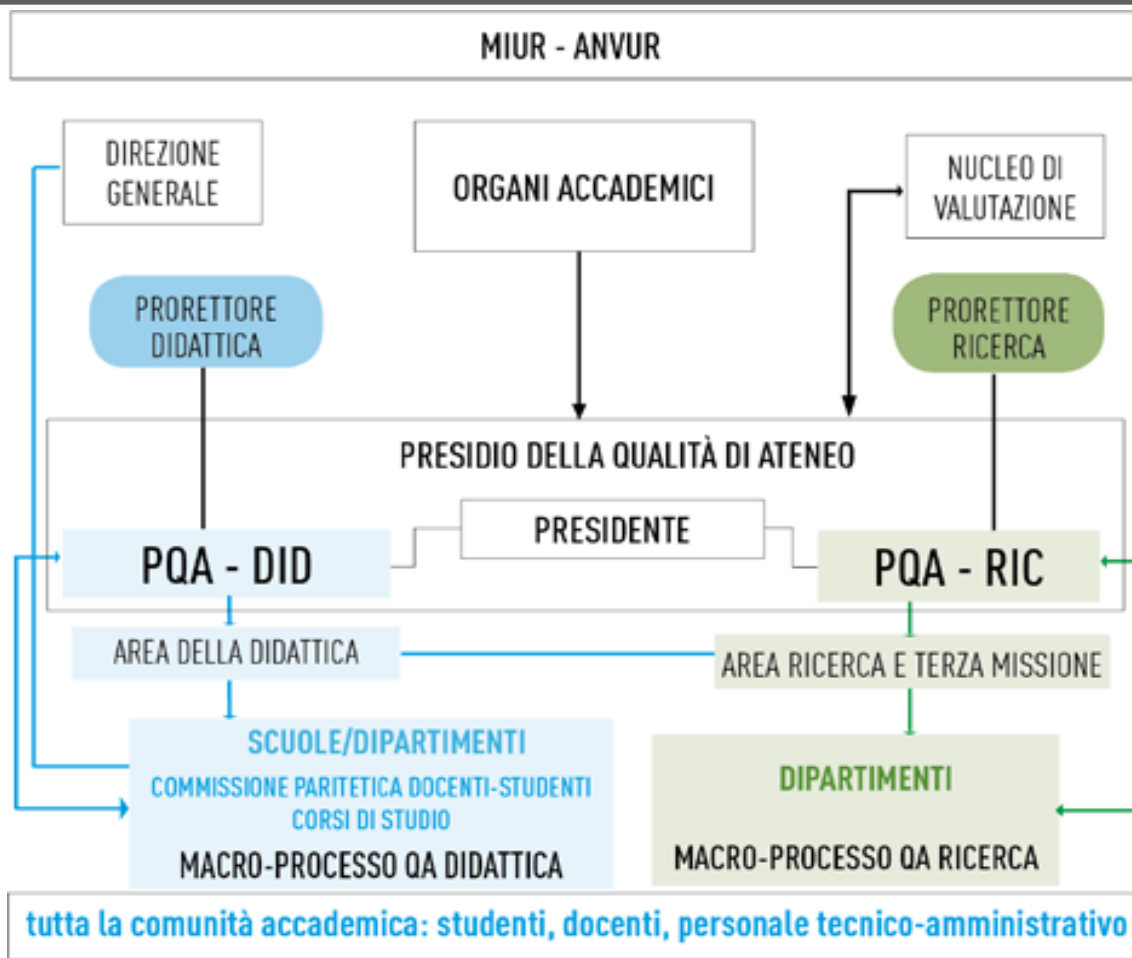 MIUR - ANVUR
DIREZIONE
GENERALE
ORGANI ACCADEMICI
NUCLEO DI
VALUTAZIONE
PRORETTORE
DIDATTICA
PRORETTORE
RICERCA
PRESIDIO DELLA QUALITÀ DI ATENEO
PRESIDENTE
PQA - DID
PQA - RIC
AREA DELLA DIDATTICA
AREA RICERCA E TERZA MISSIONE
SCUOLE/DIPARTIMENTI
COMMISSIONE PARITETICA DOCENTI-STUDENTI
CORSI DI STUDIO
MACRO-PROCESSO QA DIDATTICA
DIPARTIMENTI
MACRO-PROCESSO QA RICERCA
tutta la comunità accademica: studenti, docenti, personale tecnico-amministrativo